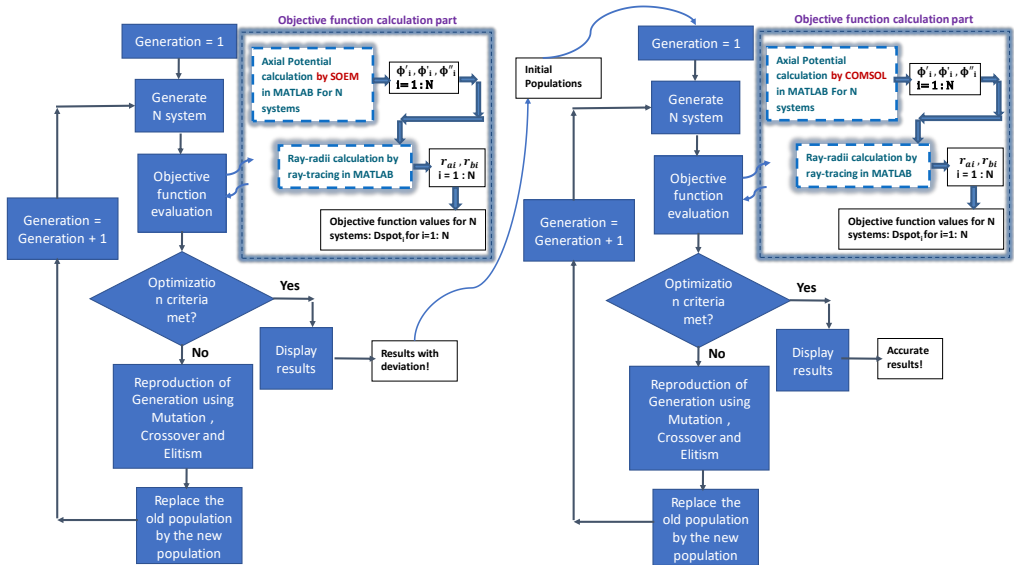 Objective function calculation part
Generation = 1
Axial Potential
calculation by SOEM
in MATLAB For N
systems
ϕ′ᵢ, ϕ′ᵢ, ϕ″ᵢ
i= 1 : N
Generate
N system
Ray-radii calculation by
ray-tracing in MATLAB
r_ai , r_bi
i = 1 : N
Objective
function
evaluation
Objective function values for N
systems: Dspotᵢ for i=1: N
Generation =
Generation + 1
Optimizatio
n criteria
met?
Yes
No
Display
results
Results with
deviation!
Reproduction of
Generation using
Mutation ,
Crossover and
Elitism
Replace the
old population
by the new
population
Initial
Populations
Objective function calculation part
Generation = 1
Axial Potential
calculation by COMSOL
in MATLAB For N
systems
ϕ′ᵢ, ϕ′ᵢ, ϕ″ᵢ
i= 1 : N
Generate
N system
Ray-radii calculation by
ray-tracing in MATLAB
r_ai , r_bi
i = 1 : N
Objective
function
evaluation
Objective function values for N
systems: Dspotᵢ for i=1: N
Generation =
Generation + 1
Optimizatio
n criteria
met?
Yes
No
Display
results
Accurate
results!
Reproduction of
Generation using
Mutation ,
Crossover and
Elitism
Replace the
old population
by the new
population